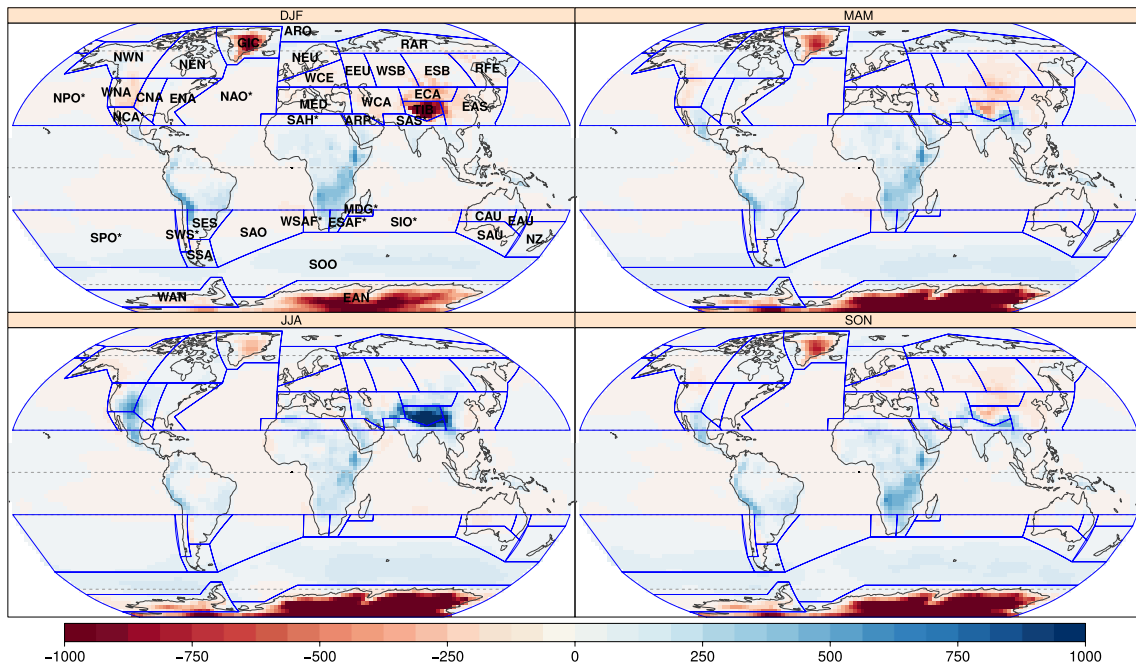 DJF
MAM
ARO
GIC
RAR
NWN
NEN
NEU
RFE
WCE
EEU
WSB
ESB
NPO*
WNA
CNA
ENA
NAO*
MED
WCA
ECA
TIB
EAS
NCA*
SAH*
ARP*
SAS*
MDG*
SPO*
SWS*
SES
SAO
WSAF*
ESAF*
SIO*
CAU
EAU
SAU
NZ
SSA
SOO
WAN
EAN
JJA
SON
−1000
−750
−500
−250
0
250
500
750
1000